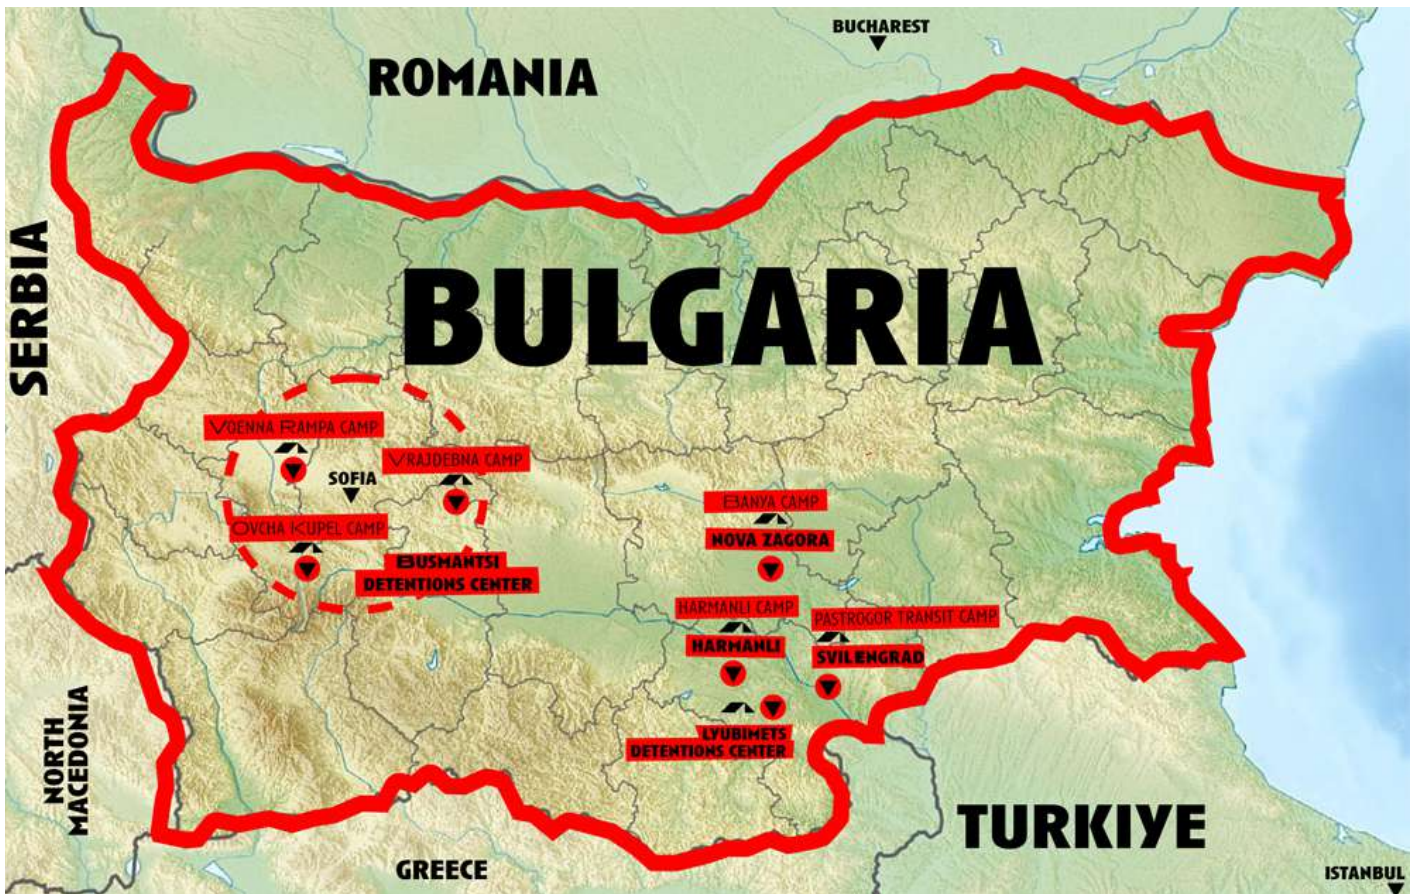 BUCHAREST
ROMANIA
SERBIA
BULGARIA
VOENNA RAMPA CAMP
VRAJDEBNA CAMP
SOFIA
OVCHA KUPEL CAMP
BUSMANTSI
DETENTIONS CENTER
BANYA CAMP
NOVA ZAGORA
HARMANLI CAMP
HARMANLI
PASTROGOR TRANSIT CAMP
SVILENGRAD
LYUBIMETS
DETENTIONS CENTER
NORTH
MACEDONIA
GREECE
TURKIYE
ISTANBUL